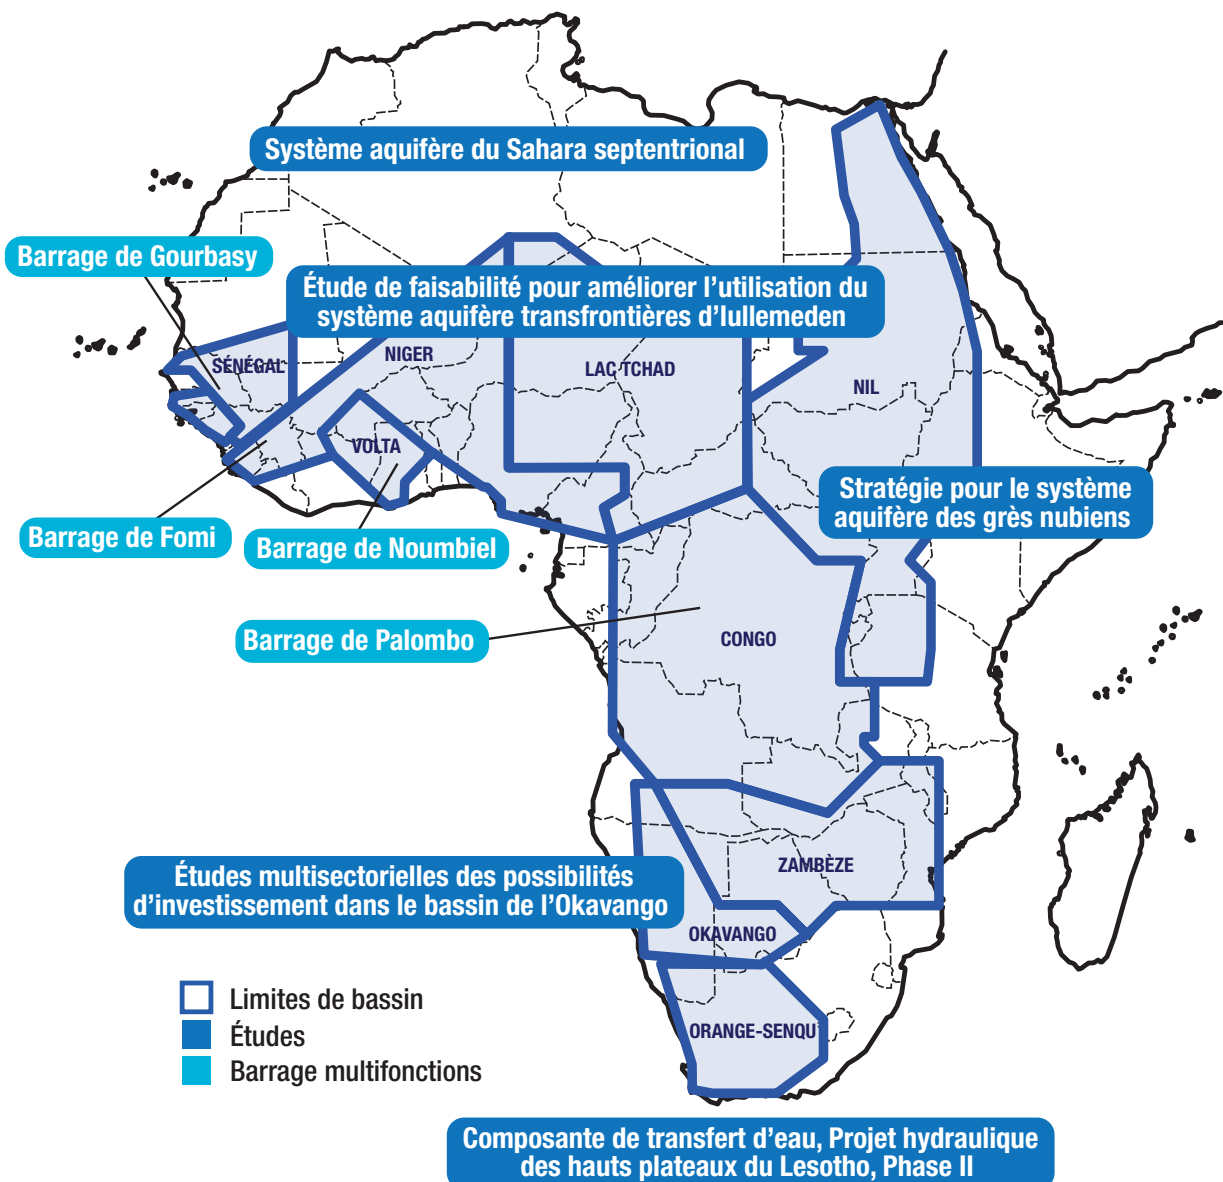 Système aquifère du Sahara septentrional
Barrage de Gourbasy
Étude de faisabilité pour améliorer l'utilisation du
système aquifère transfrontières d'Iullemeden
SÉNÉGAL
NIGER
LAC TCHAD
NIL
VOLTA
Stratégie pour le système
aquifère des grès nubiens
Barrage de Fomi
Barrage de Noumbiel
Barrage de Palombo
CONGO
Études multisectorielles des possibilités
d'investissement dans le bassin de l'Okavango
ZAMBÈZE
OKAVANGO
ORANGE-SENQU
Limites de bassin
Études
Barrage multifonctions
Composante de transfert d'eau, Projet hydraulique
des hauts plateaux du Lesotho, Phase II